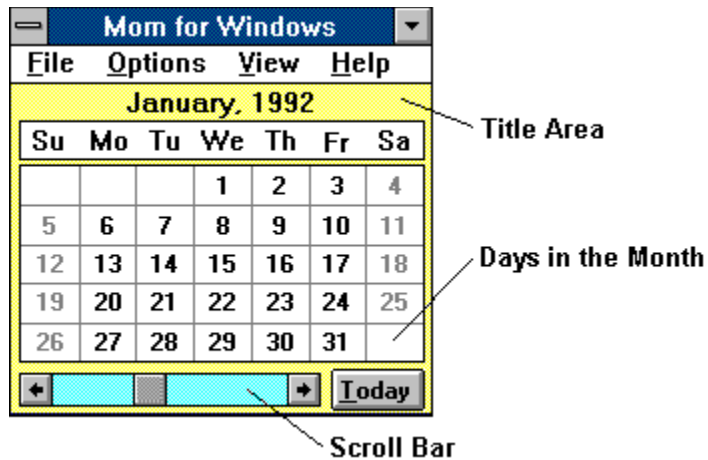 Mom for Windows
File Options View Help
January, 1992
Title Area
Su Mo Tu We Th Fr Sa
1 2 3 4
5 6 7 8 9 10 11
12 13 14 15 16 17 18
Days in the Month
19 20 21 22 23 24 25
26 27 28 29 30 31
Today
Scroll Bar